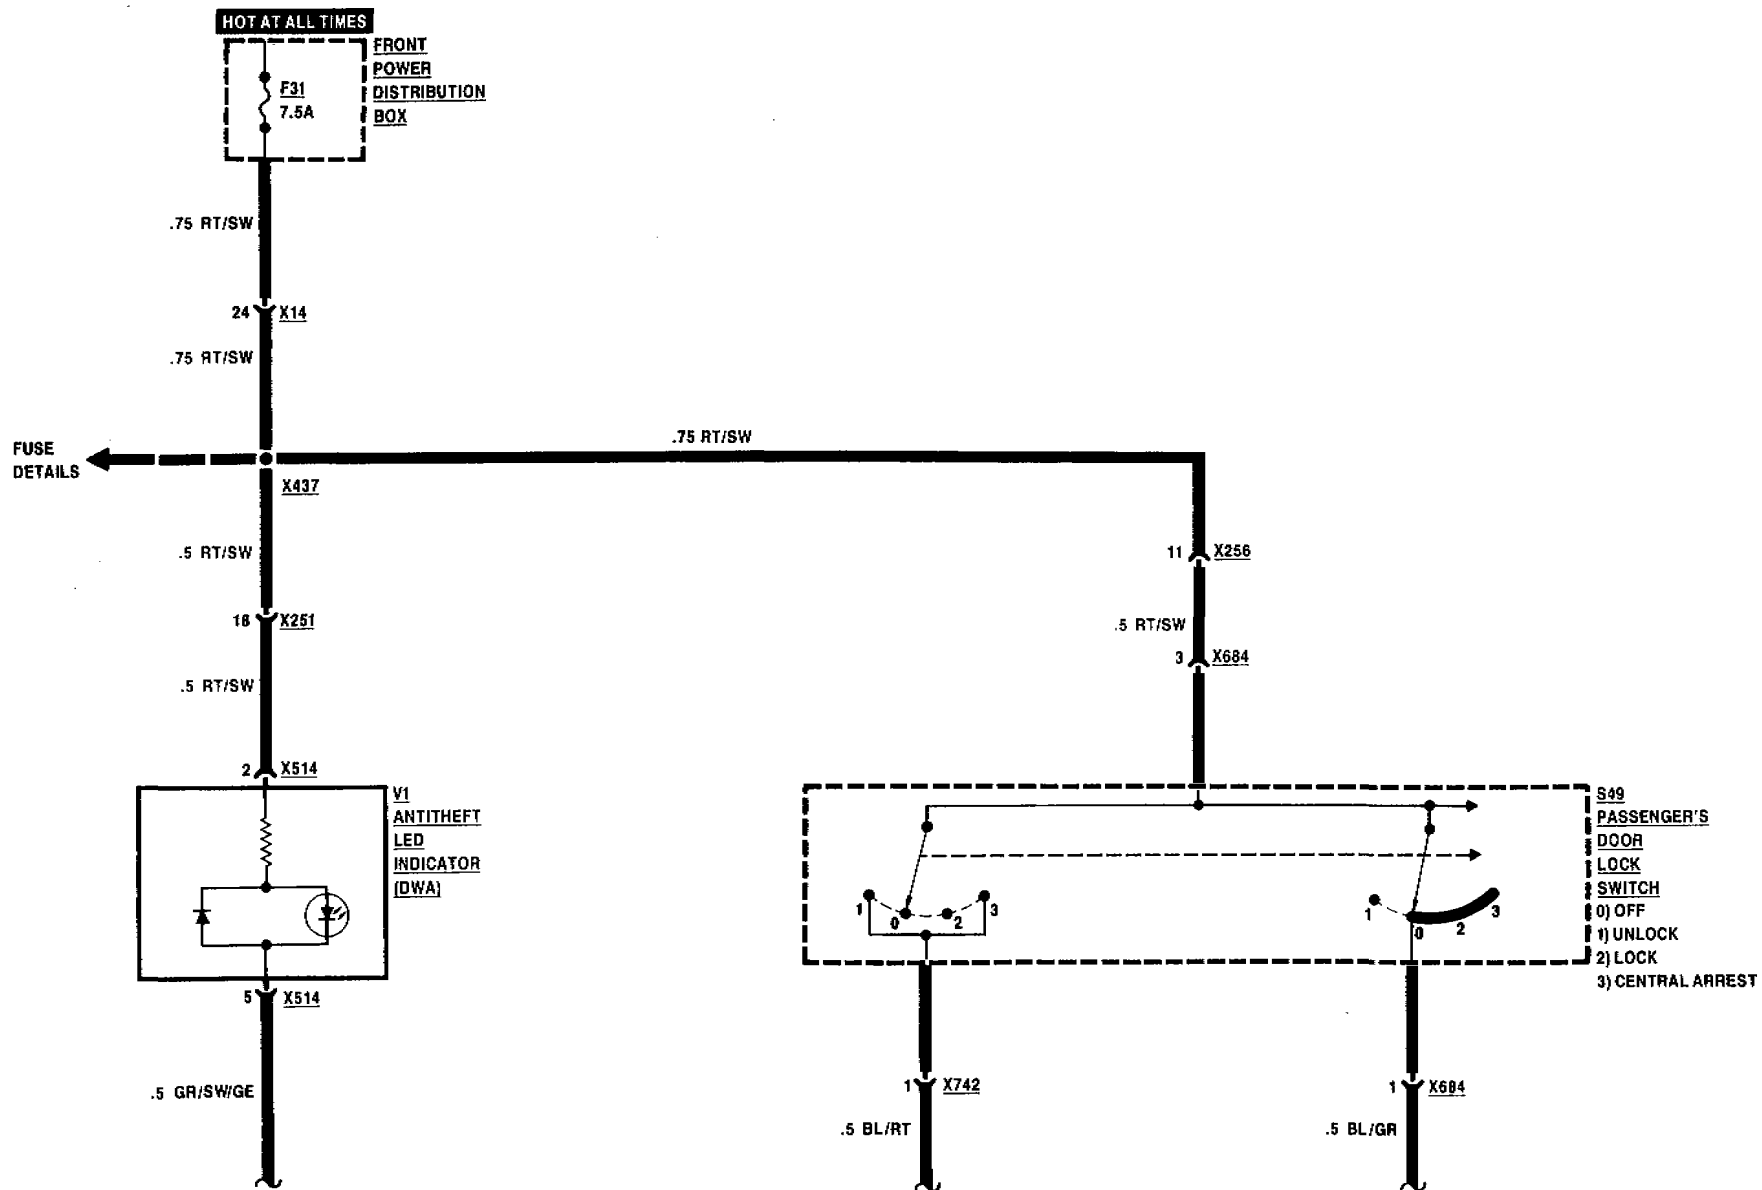 HOT AT ALL TIMES
FRONT
POWER
DISTRIBUTION
BOX
F31
7.5A
.75 RT/SW
24
X14
.75 RT/SW
FUSE
DETAILS
X437
.75 RT/SW
.5 RT/SW
11
X256
18
X251
.5 RT/SW
3
X684
.5 RT/SW
2
X514
V1
ANTITHEFT
LED
INDICATOR
(DWA)
S49
PASSENGER'S
DOOR
LOCK
SWITCH
0) OFF
1) UNLOCK
2) LOCK
3) CENTRAL ARREST
1
0
2
3
1
0
2
3
5
X514
.5 GR/SW/GE
1
X742
1
X684
.5 BL/RT
.5 BL/GR